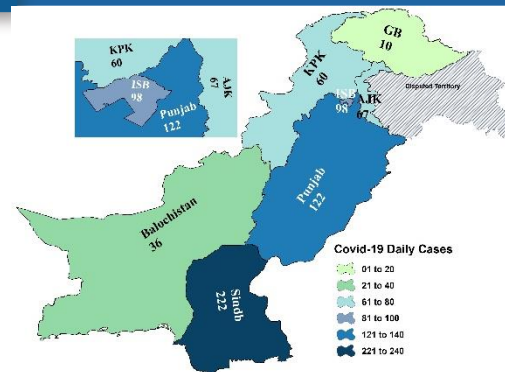 KPK
60
ISB
98
AJK
67
Punjab
122
GB
10
KPK
60
ISB
98
AJK
67
Disputed Territory
Punjab
122
Balochistan
36
Sindh
222
Covid-19 Daily Cases
01 to 20
21 to 40
61 to 80
81 to 100
121 to 140
221 to 240